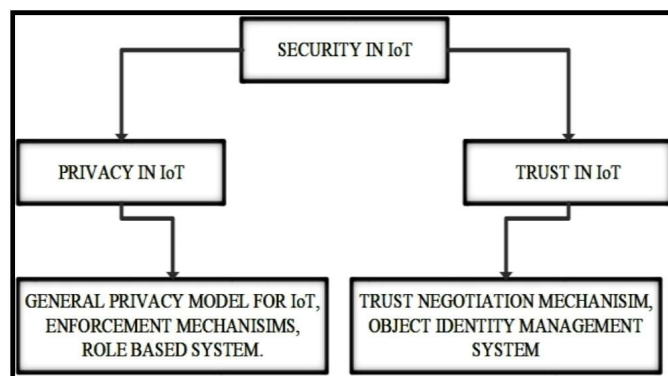 SECURITY IN IoT
PRIVACY IN IoT
TRUST IN IoT
GENERAL PRIVACY MODEL FOR IoT,
ENFORCEMENT MECHANISIMS,
ROLE BASED SYSTEM.
TRUST NEGOTIATION MECHANISIM,
OBJECT IDENTITY MANAGEMENT
SYSTEM